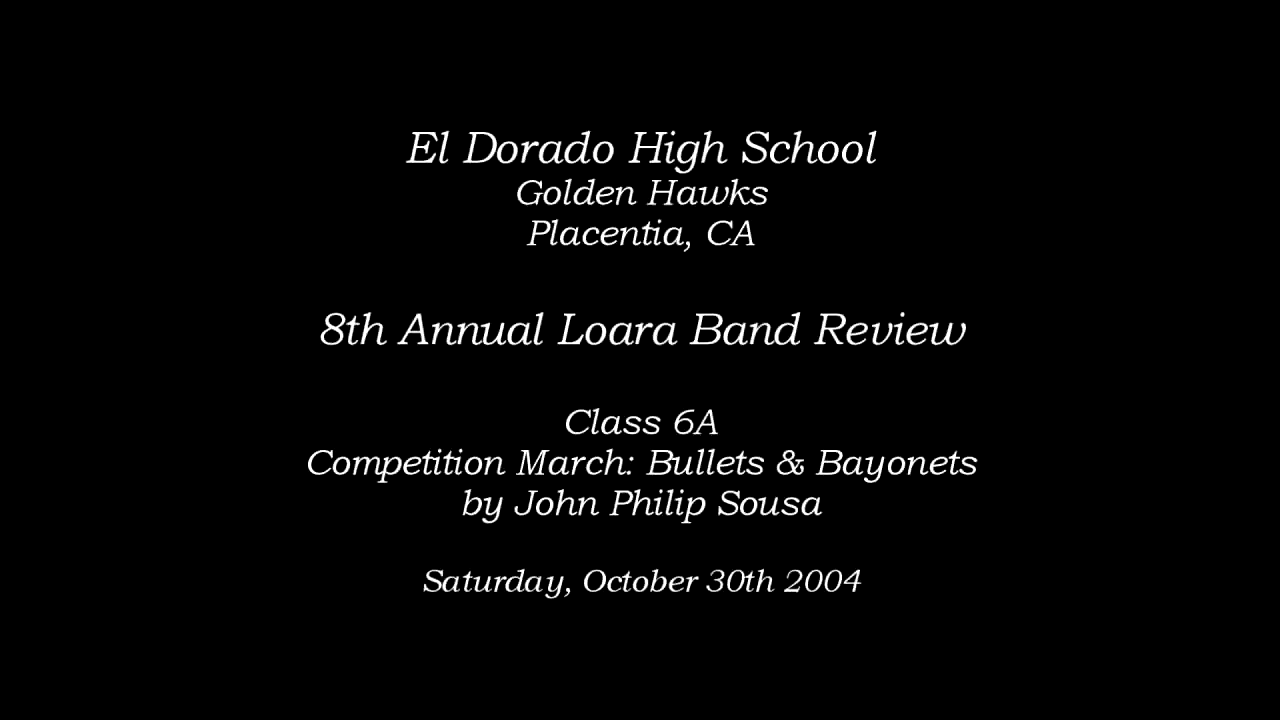 El Dorado High School
Golden Hawks
Placentia, CA
8th Annual Loara Band Review
Class 6A
Competition March: Bullets & Bayonets
by John Philip Sousa
Saturday, October 30th 2004